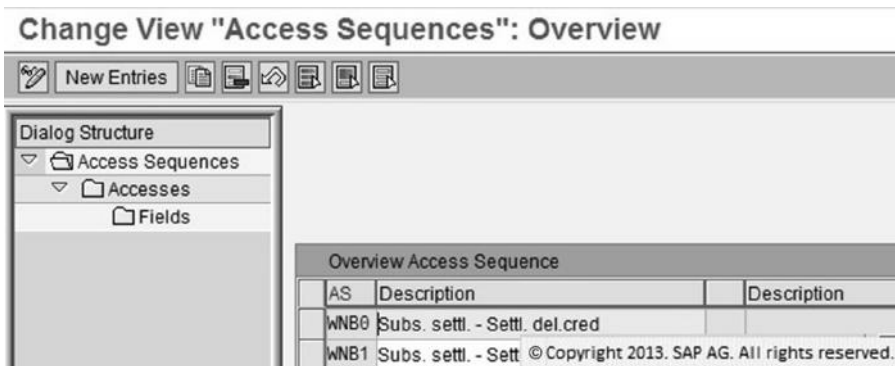 Change View "Access Sequences": Overview
New Entries
Dialog Structure
Access Sequences
Accesses
Fields
Overview Access Sequence
AS Description Description
WNB0 Subs. settl. - Settl. del.cred
WNB1 Subs. settl. - Sett
© Copyright 2013. SAP AG. All rights reserved.